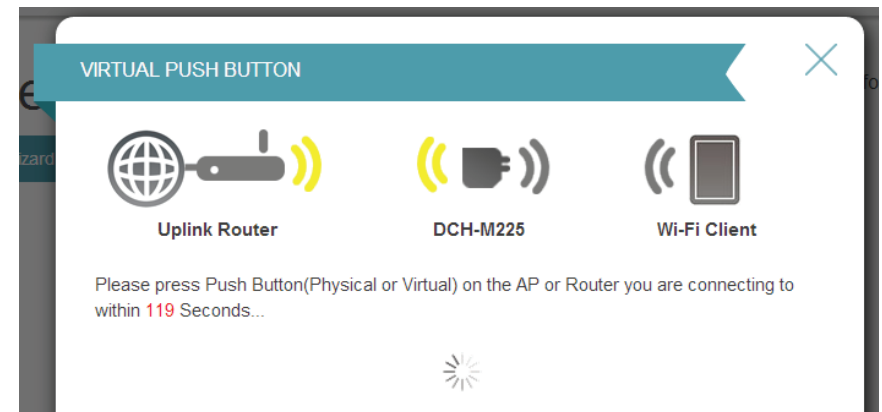 VIRTUAL PUSH BUTTON
Uplink Router
DCH-M225
Wi-Fi Client
Please press Push Button(Physical or Virtual) on the AP or Router you are connecting to
within 119 Seconds...